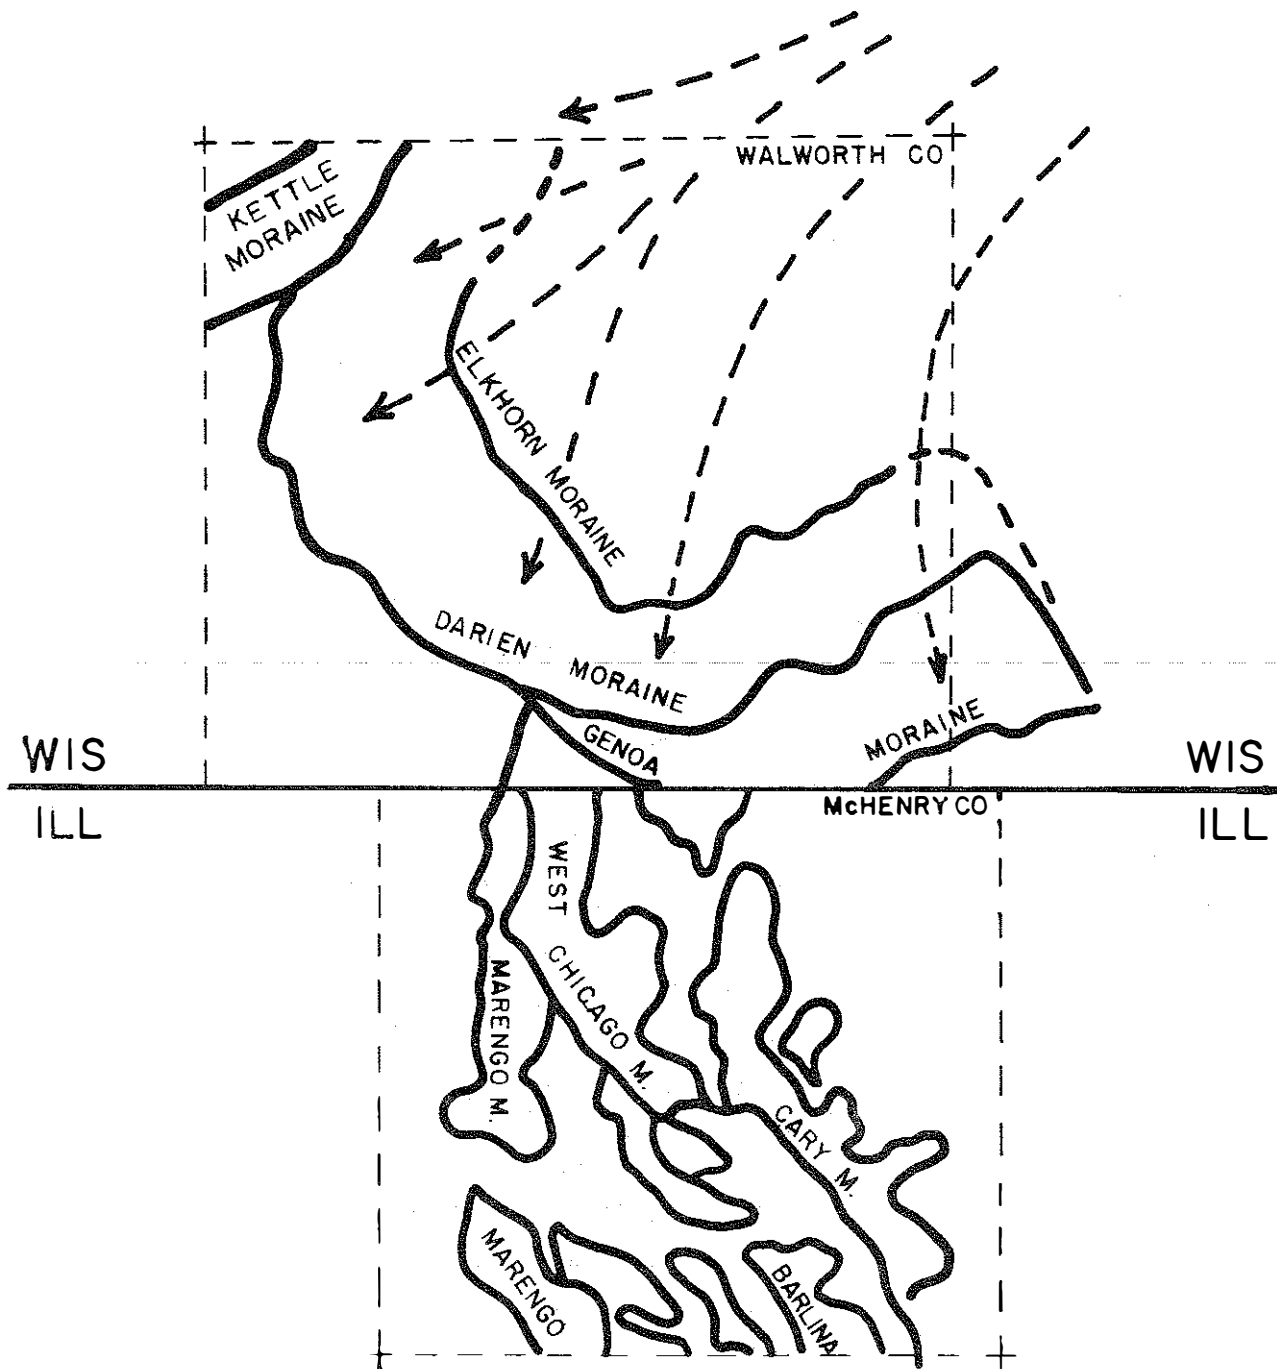 WALWORTH CO
KETTLE
MORAINE
ELKHORN MORAINE
DARIEN MORAINE
GENOA MORAINE
WIS
WIS
ILL
McHENRY CO
ILL
WEST CHICAGO M.
MARENGO M.
CARY M.
MARENGO
BARLINA